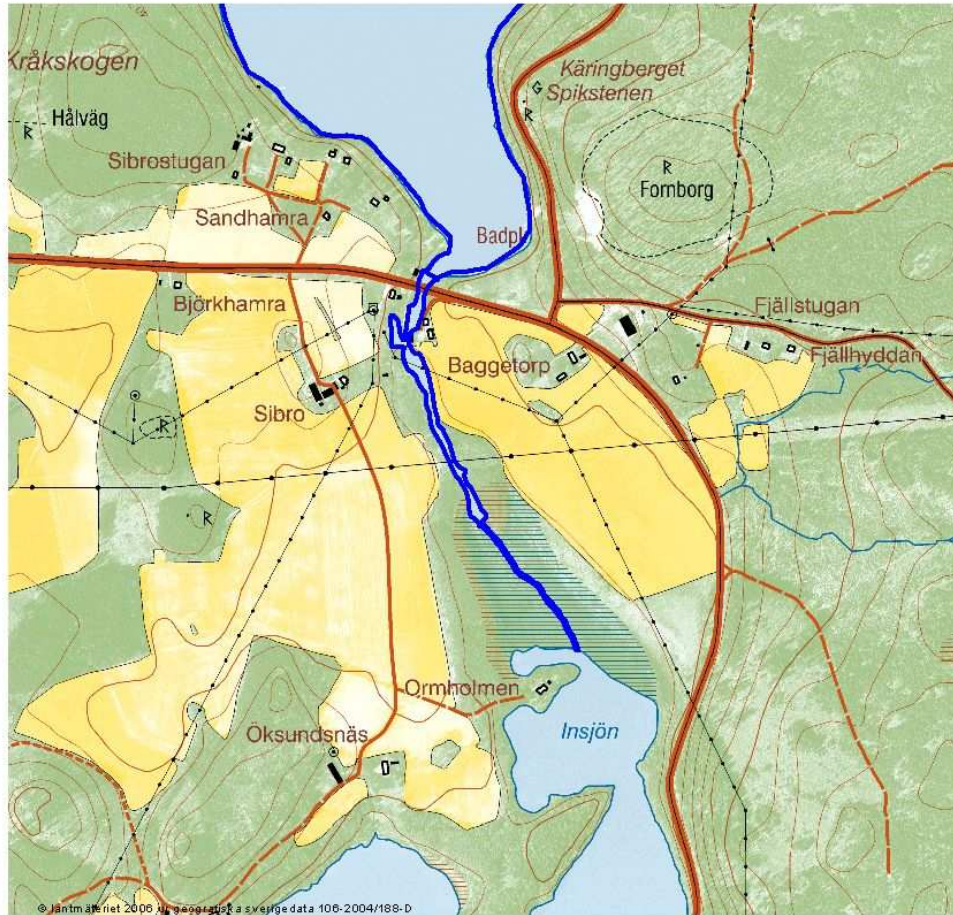 Kråkskogen
Käringberget
Spikstenen
Hålväg
Sibrostugan
Fornborg
Sandhamra
Badpl
Björkhamra
Fjällstugan
Fjällhyddan
Baggetorp
Sibro
Ormholmen
Öksundsnäs
Insjön
© lantmäteriet 2006 ur geografiska sverigedata 106-2004/188-D